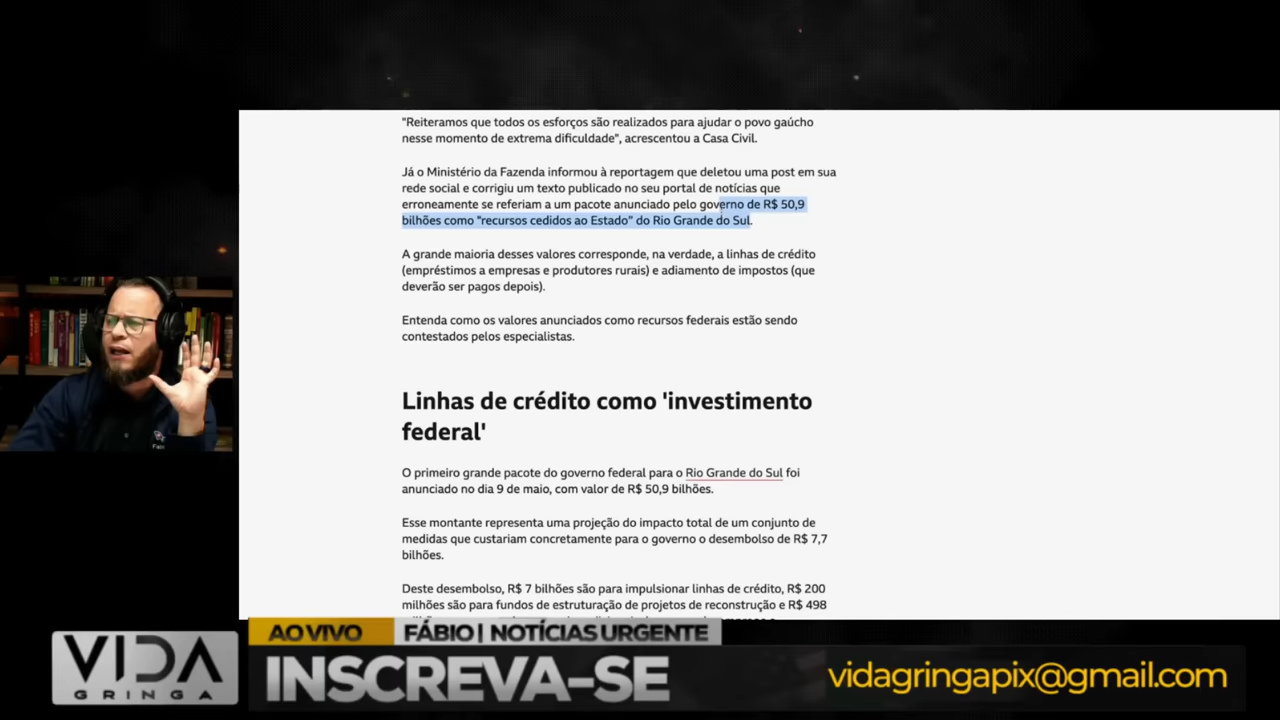 "Reiteramos que todos os esforços são realizados para ajudar o povo gaúcho
nesse momento de extrema dificuldade", acrescentou a Casa Civil.
Já o Ministério da Fazenda informou à reportagem que deletou uma post em sua
rede social e corrigiu um texto publicado no seu portal de notícias que
erroneamente se referiam a um pacote anunciado pelo governo de R$ 50,9
bilhões como "recursos cedidos ao Estado" do Rio Grande do Sul.
A grande maioria desses valores corresponde, na verdade, a linhas de crédito
(empréstimos a empresas e produtores rurais) e adiamento de impostos (que
deverão ser pagos depois).
Entenda como os valores anunciados como recursos federais estão sendo
contestados pelos especialistas.
Linhas de crédito como 'investimento
federal'
O primeiro grande pacote do governo federal para o Rio Grande do Sul foi
anunciado no dia 9 de maio, com valor de R$ 50,9 bilhões.
Esse montante representa uma projeção do impacto total de um conjunto de
medidas que custariam concretamente para o governo o desembolso de R$ 7,7
bilhões.
Deste desembolso, R$ 7 bilhões são para impulsionar linhas de crédito, R$ 200
milhões são para fundos de estruturação de projetos de reconstrução e R$ 498
AO VIVO FÁBIO | NOTÍCIAS URGENTE
VIDA
GRINGA
INSCREVA-SE
vidagringapix@gmail.com